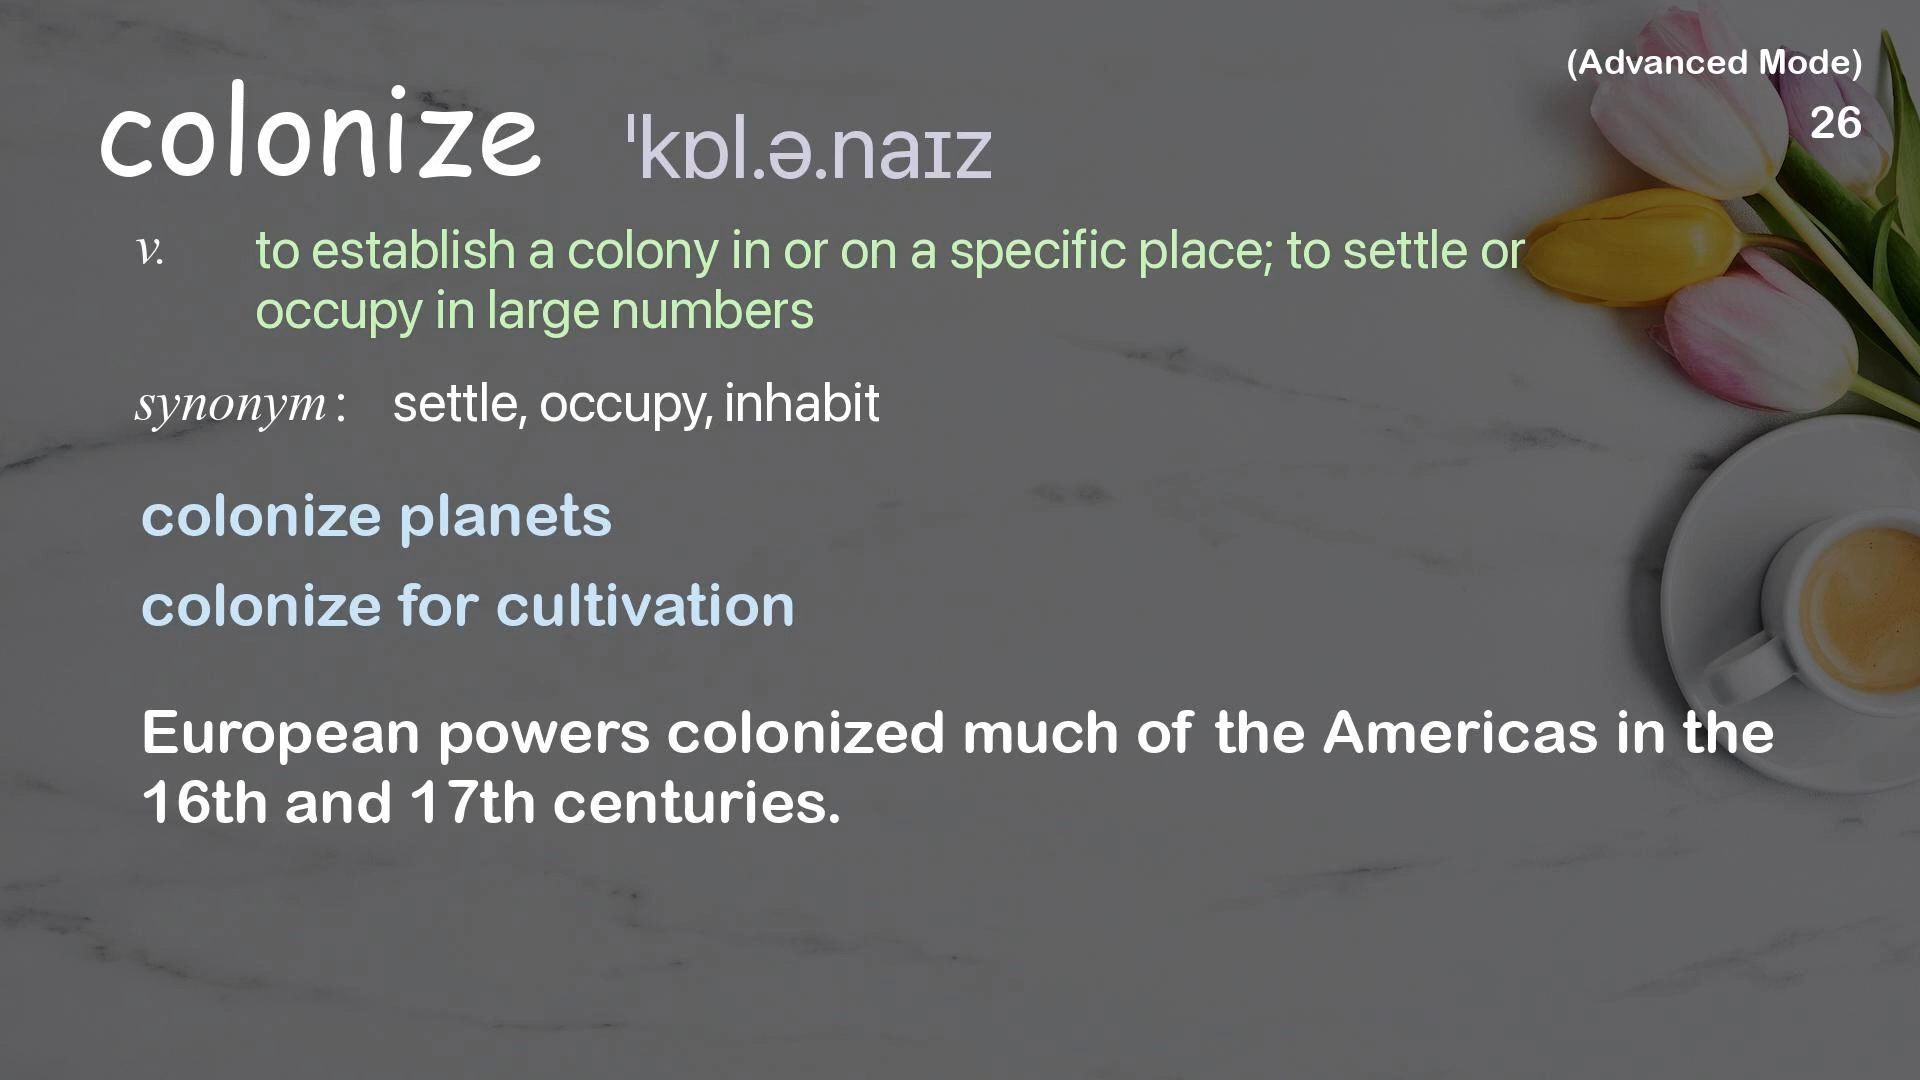 (Advanced Mode)
26
colonize ˈkɒl.ə.naɪz
v. to establish a colony in or on a specific place; to settle or
occupy in large numbers
synonym: settle, occupy, inhabit
colonize planets
colonize for cultivation
European powers colonized much of the Americas in the
16th and 17th centuries.